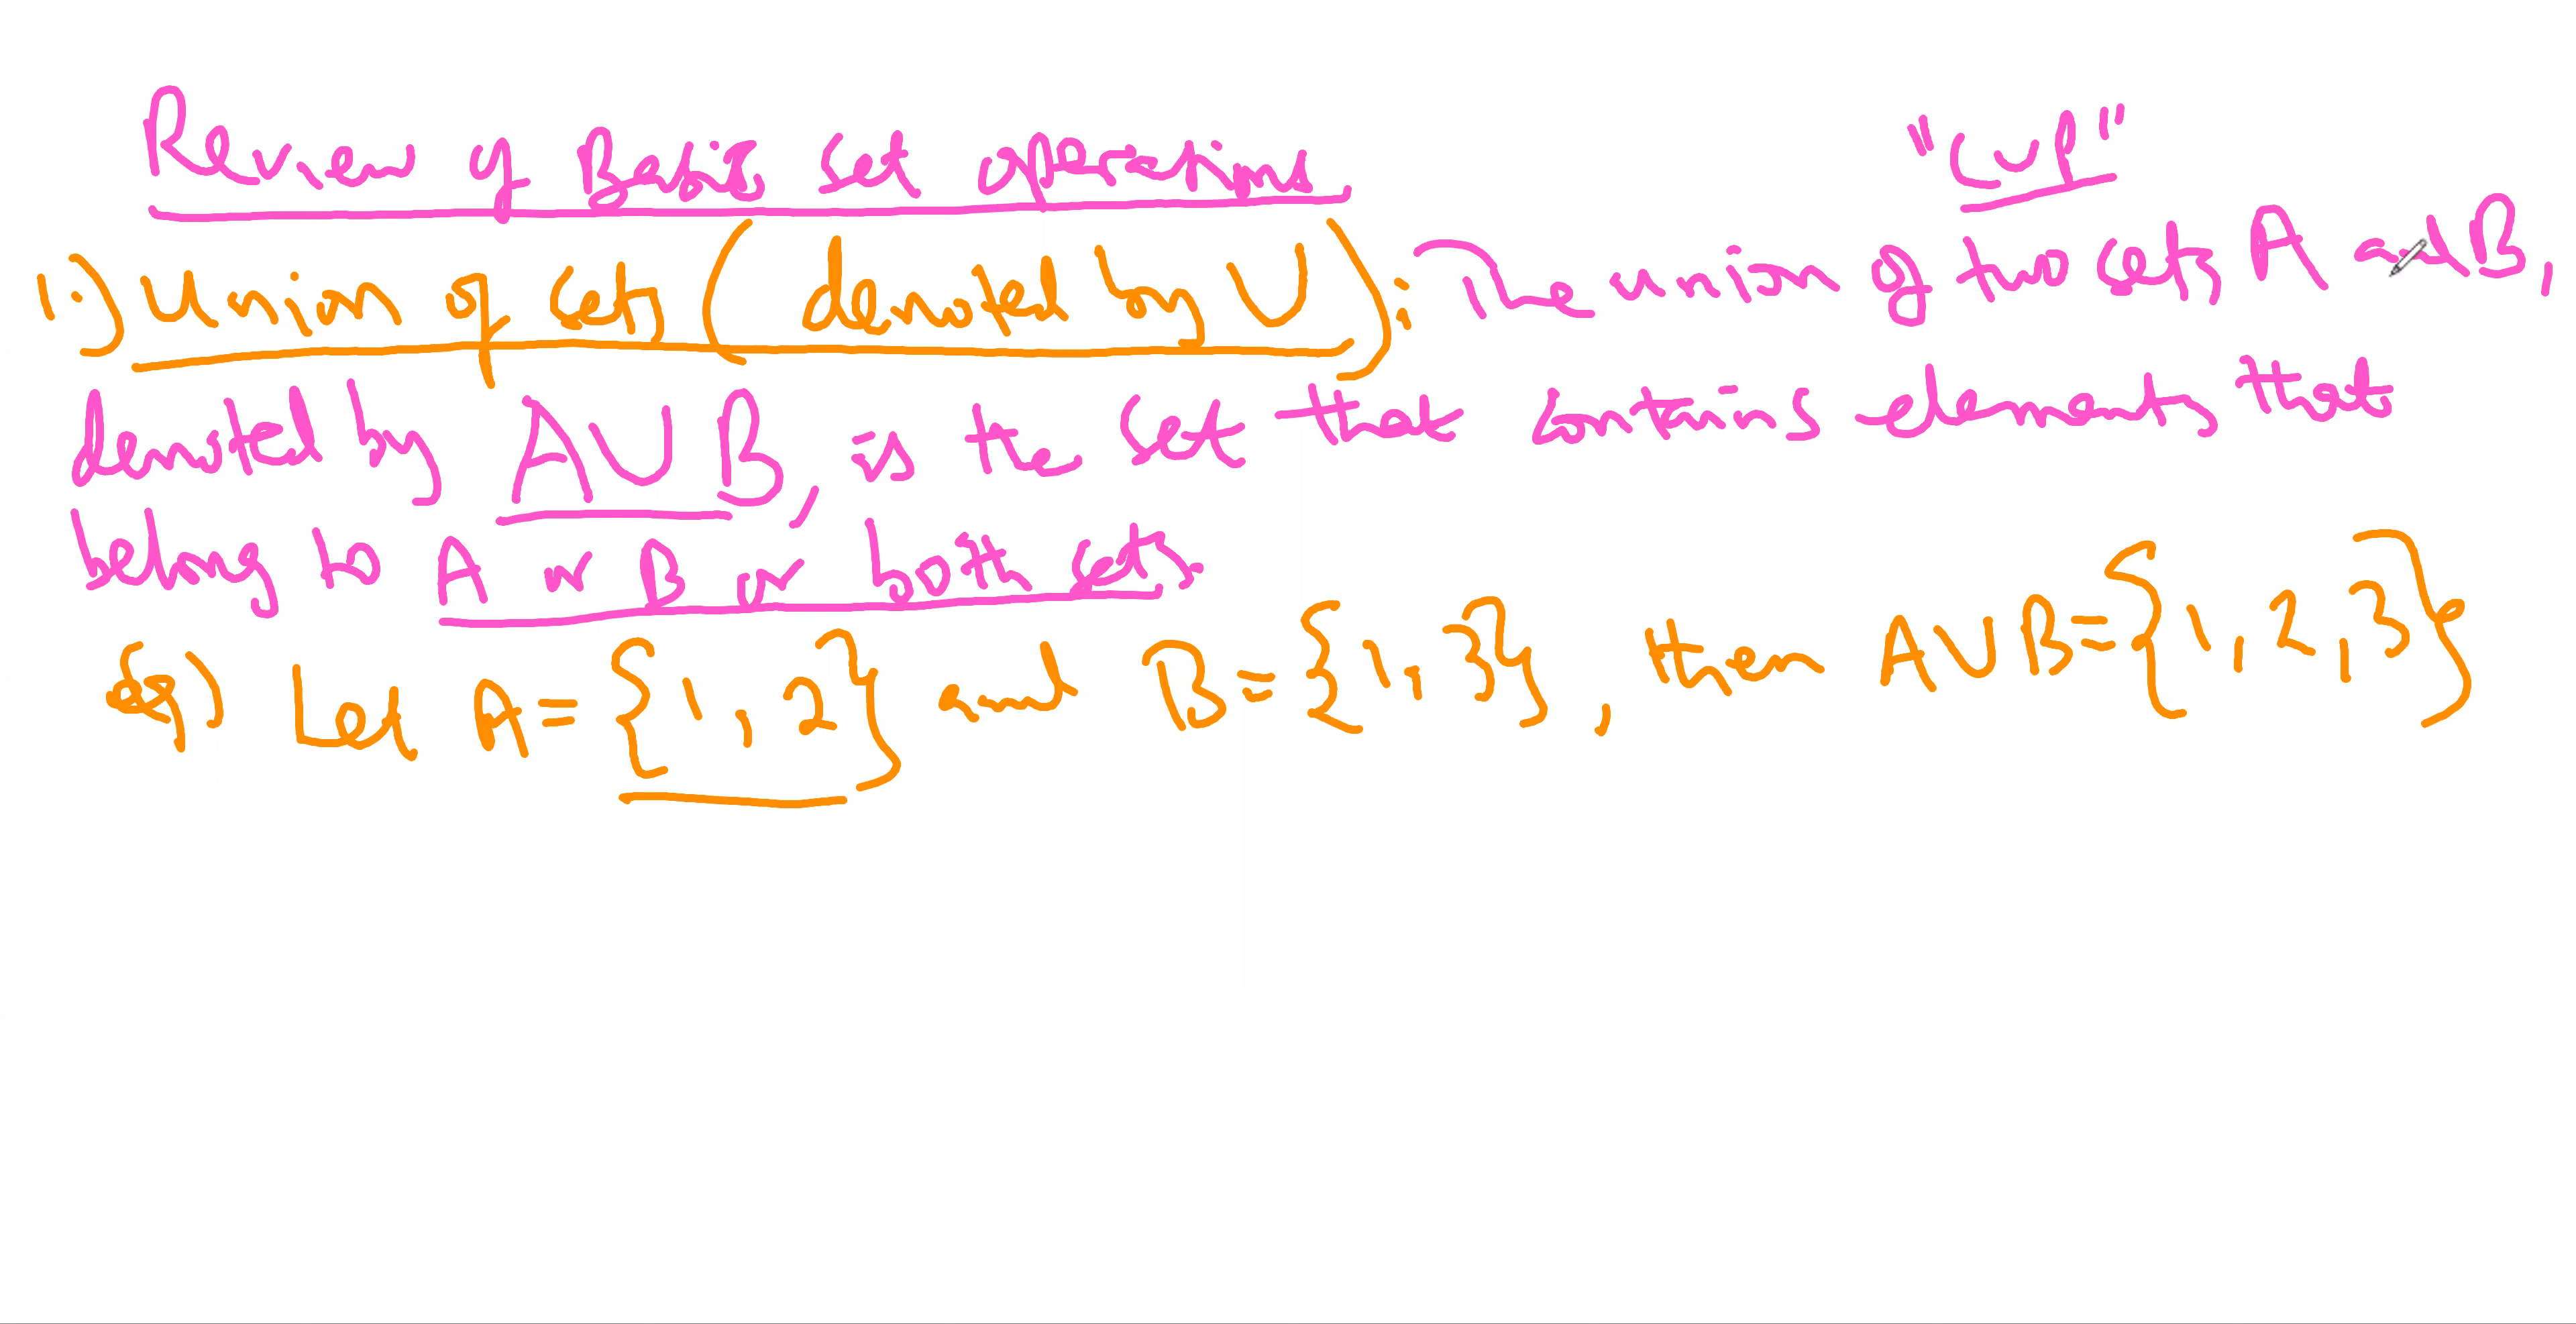 Review of Basic set operations
"CUP"
1.) Union of sets (denoted by U): The union of two sets A and B,
denoted by A∪B, is the set that contains elements that
belong to A or B or both sets.
Eg) Let A = {1, 2} and B = {1, 3}, then A∪B = {1, 2, 3}